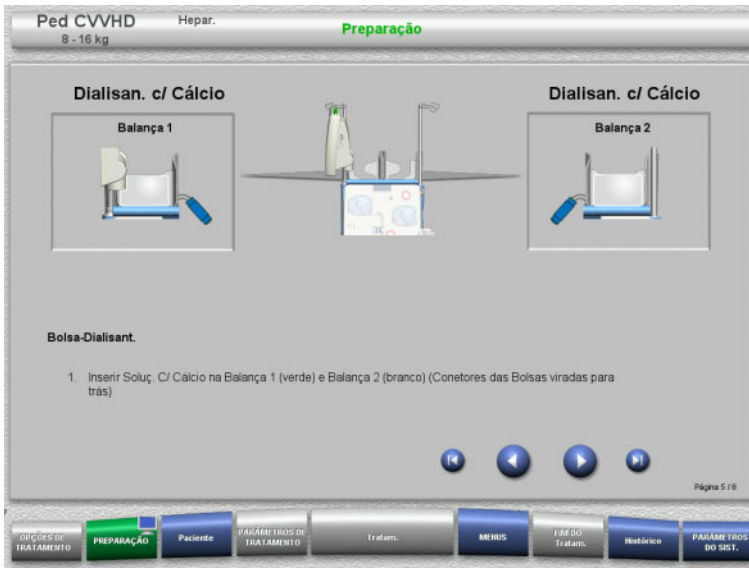 Ped CVVHD
Hepar.
Preparação
8 - 16 kg
Dialisan. c/ Cálcio
Dialisan. c/ Cálcio
Balança 1
Balança 2
Bolsa-Dialisant.
1. Inserir Soluç. C/ Cálcio na Balança 1 (verde) e Balança 2 (branco) (Conetores das Bolsas viradas para
trás)
Página 5 / 8
OPÇÕES DE
TRATAMENTO
PREPARAÇÃO
Paciente
PARÂMETROS DE
TRATAMENTO
Tratam.
MENUS
FIM DO
Tratam.
Histórico
PARÂMETROS
DO SIST.